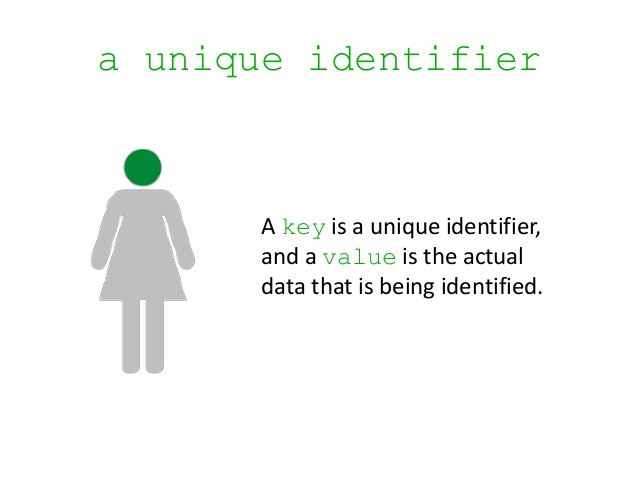 a unique identifier
A key is a unique identifier,
and a value is the actual
data that is being identified.